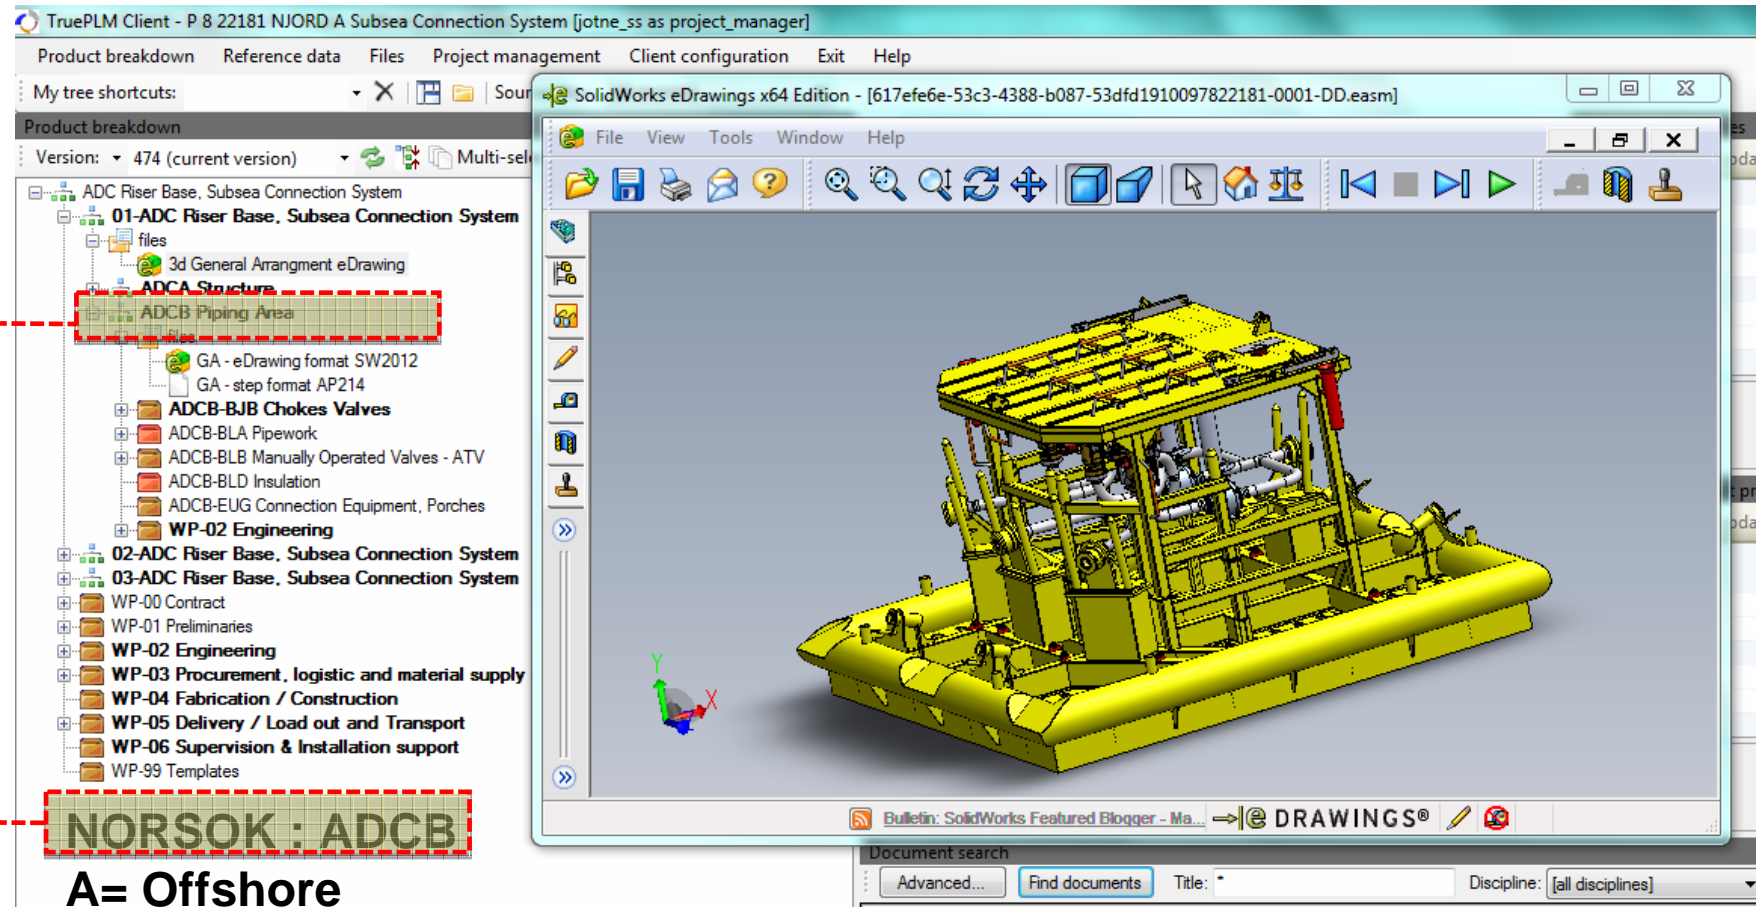 TruePLM Client - P 8 22181 NJORD A Subsea Connection System [jotne_ss as project_manager]
Product breakdown Reference data Files Project management Client configuration Exit Help
My tree shortcuts:
SolidWorks eDrawings x64 Edition - [617efe6e-53c3-4388-b087-53dfd1910097822181-0001-DD.easm]
File View Tools Window Help
Product breakdown
Version: 474 (current version) Multi-sel
ADC Riser Base, Subsea Connection System
01-ADC Riser Base, Subsea Connection System
files
3d General Arrangment eDrawing
ADCA Structure
ADCB Piping Area
files
GA - eDrawing format SW2012
GA - step format AP214
ADCB-BJB Chokes Valves
ADCB-BLA Pipework
ADCB-BLB Manually Operated Valves - ATV
ADCB-BLD Insulation
ADCB-EUG Connection Equipment, Porches
WP-02 Engineering
02-ADC Riser Base, Subsea Connection System
03-ADC Riser Base, Subsea Connection System
WP-00 Contract
WP-01 Preliminaries
WP-02 Engineering
WP-03 Procurement, logistic and material supply
WP-04 Fabrication / Construction
WP-05 Delivery / Load out and Transport
WP-06 Supervision & Installation support
WP-99 Templates
Y
X
Bulletin: SolidWorks Featured Blogger - Ma... e DRAWINGS®
NORSOK : ADCB
A= Offshore
Document search
Advanced... Find documents Title: * Discipline: [all disciplines]